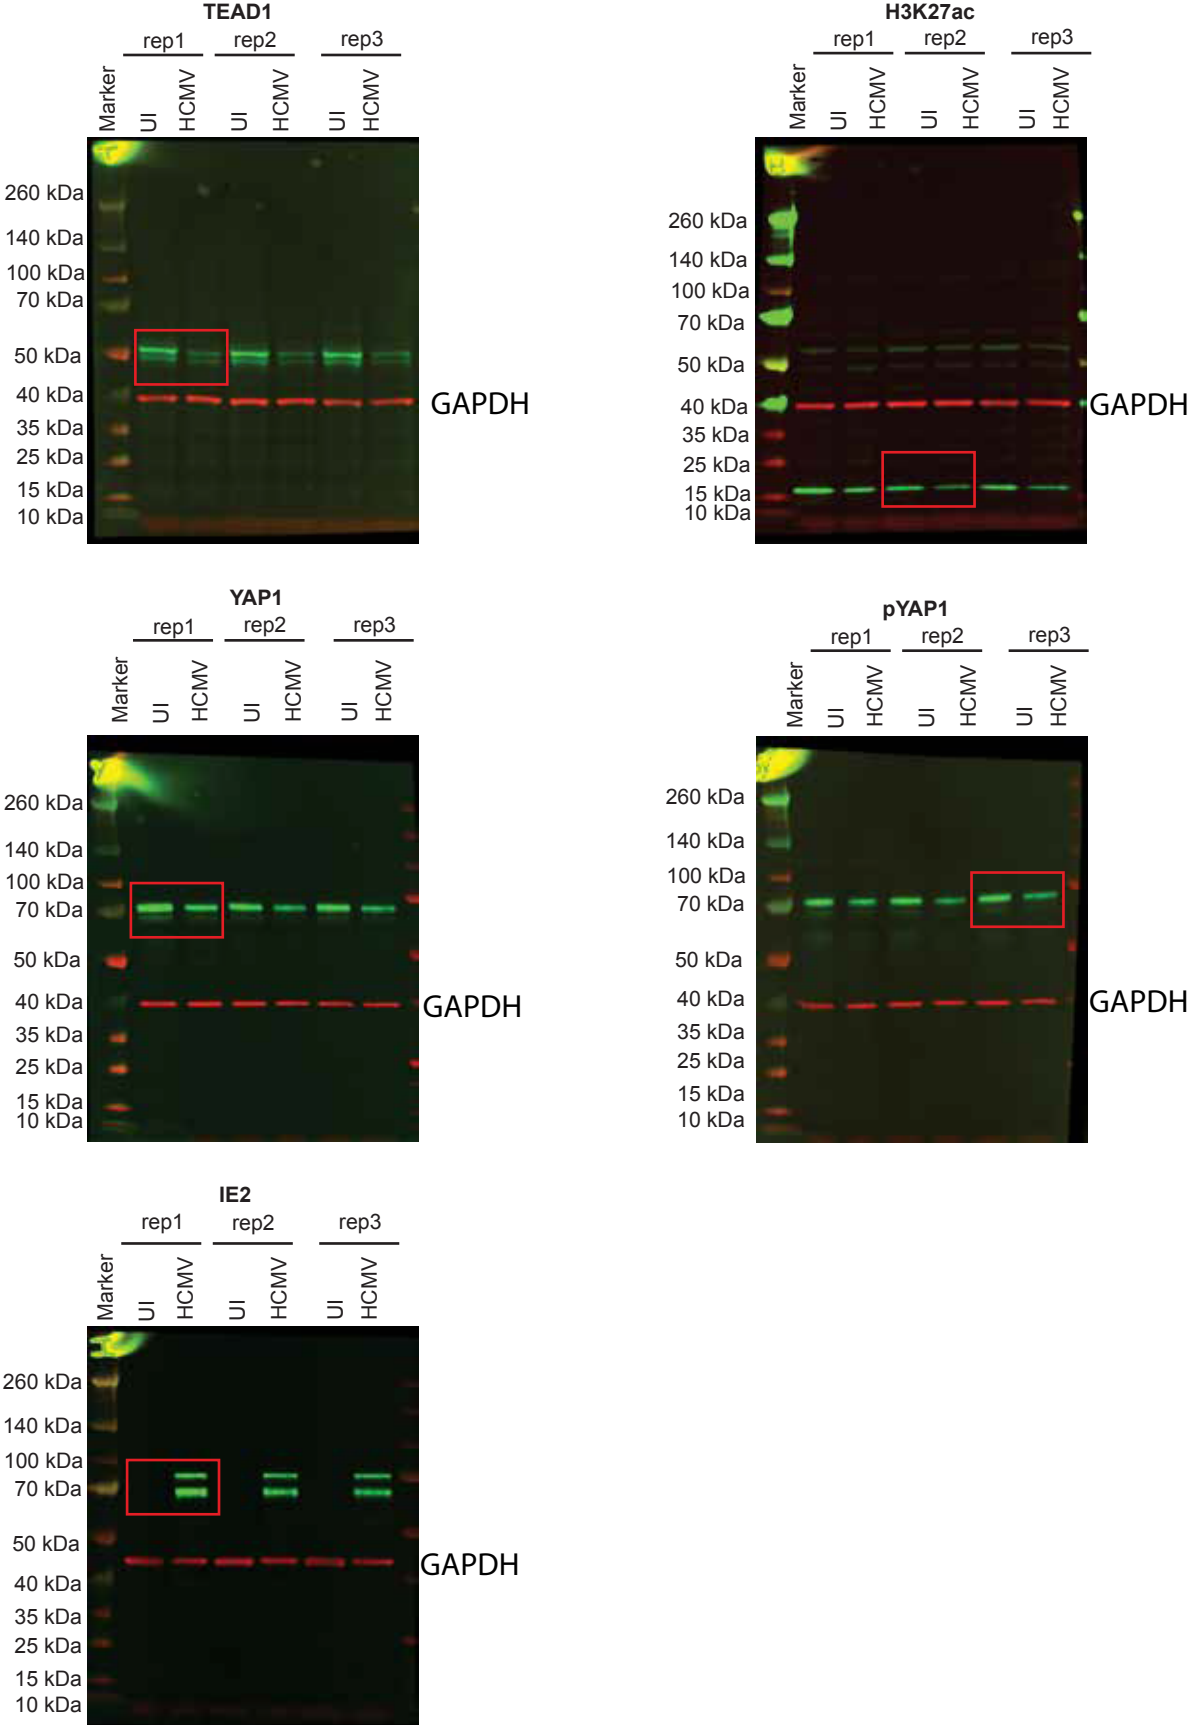 TEAD1
rep1 rep2 rep3
Marker UI HCMV UI HCMV UI HCMV
260 kDa
140 kDa
100 kDa
70 kDa
50 kDa
40 kDa
GAPDH
35 kDa
25 kDa
15 kDa
10 kDa
H3K27ac
rep1 rep2 rep3
Marker UI HCMV UI HCMV UI HCMV
260 kDa
140 kDa
100 kDa
70 kDa
50 kDa
40 kDa
GAPDH
35 kDa
25 kDa
15 kDa
10 kDa
YAP1
rep1 rep2 rep3
Marker UI HCMV UI HCMV UI HCMV
260 kDa
140 kDa
100 kDa
70 kDa
50 kDa
40 kDa
GAPDH
35 kDa
25 kDa
15 kDa
10 kDa
pYAP1
rep1 rep2 rep3
Marker UI HCMV UI HCMV UI HCMV
260 kDa
140 kDa
100 kDa
70 kDa
50 kDa
40 kDa
GAPDH
35 kDa
25 kDa
15 kDa
10 kDa
IE2
rep1 rep2 rep3
Marker UI HCMV UI HCMV UI HCMV
260 kDa
140 kDa
100 kDa
70 kDa
50 kDa
GAPDH
40 kDa
35 kDa
25 kDa
15 kDa
10 kDa